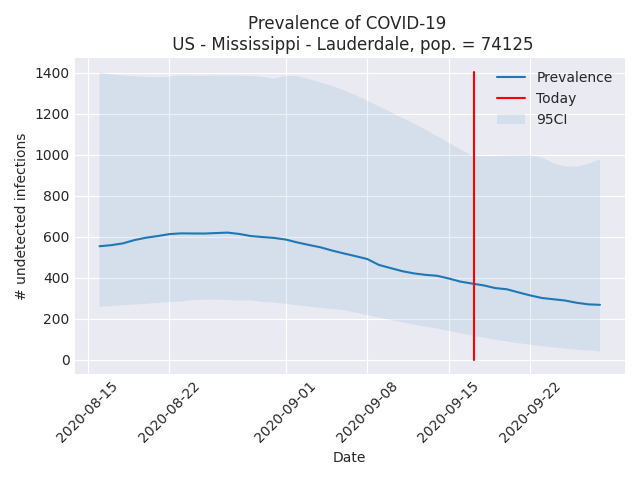 Prevalence of COVID-19
US - Mississippi - Lauderdale, pop. = 74125
1400
1200
1000
800
600
400
200
0
# undetected infections
Prevalence
Today
95CI
2020-08-15
2020-08-22
2020-09-01
2020-09-08
2020-09-15
2020-09-22
Date